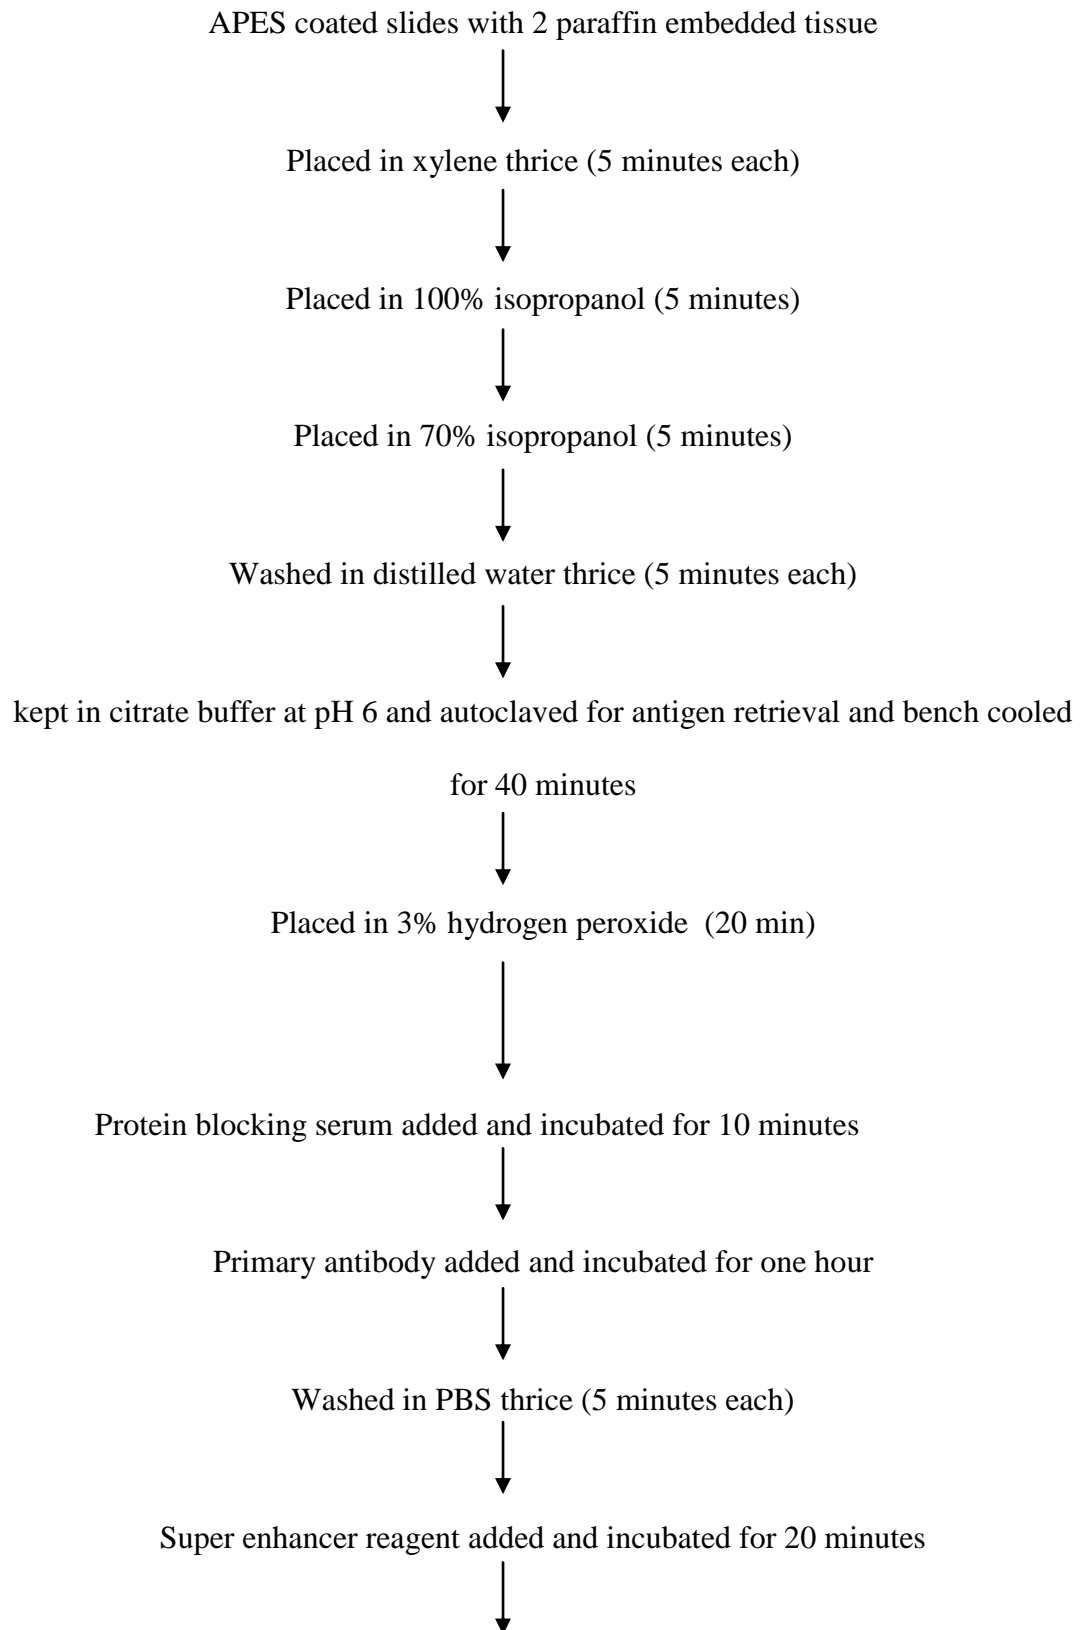 APES coated slides with 2 paraffin embedded tissue
Placed in xylene thrice (5 minutes each)
Placed in 100% isopropanol (5 minutes)
Placed in 70% isopropanol (5 minutes)
Washed in distilled water thrice (5 minutes each)
kept in citrate buffer at pH 6 and autoclaved for antigen retrieval and bench cooled
for 40 minutes
Placed in 3% hydrogen peroxide (20 min)
Protein blocking serum added and incubated for 10 minutes
Primary antibody added and incubated for one hour
Washed in PBS thrice (5 minutes each)
Super enhancer reagent added and incubated for 20 minutes